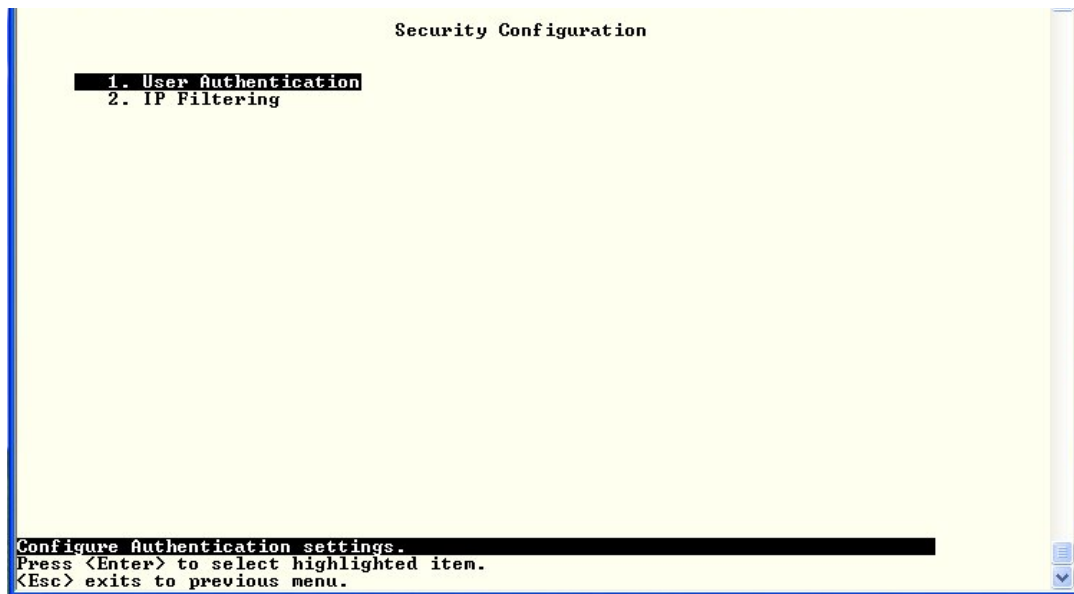 Security Configuration
1. User Authentication
2. IP Filtering
Configure Authentication settings.
Press <Enter> to select highlighted item.
<Esc> exits to previous menu.